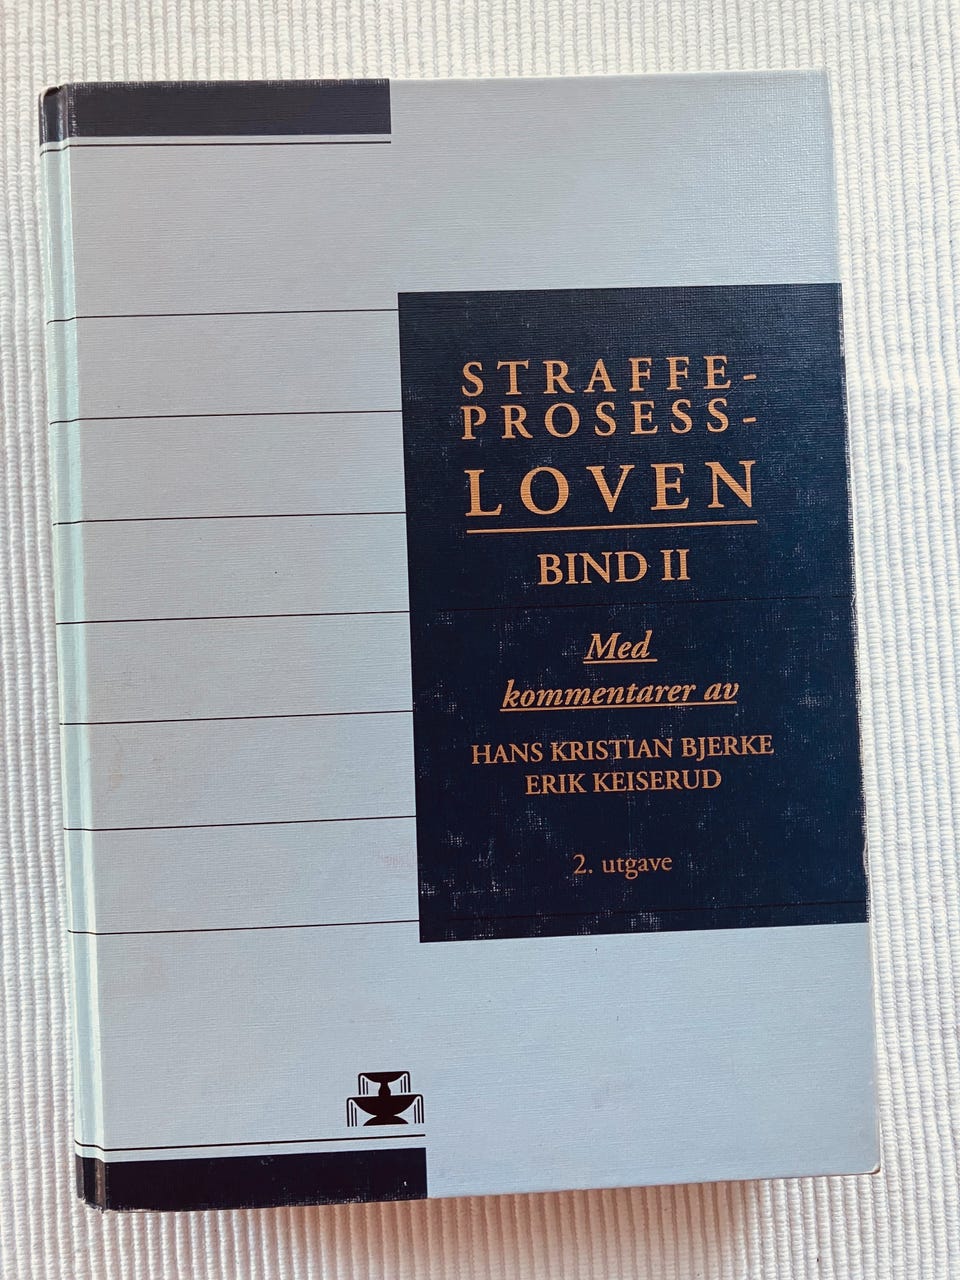 STRAFFE-
PROSESS-
LOVEN
BIND II
Med
kommentarer av
HANS KRISTIAN BJERKE
ERIK KEISERUD
2. utgave